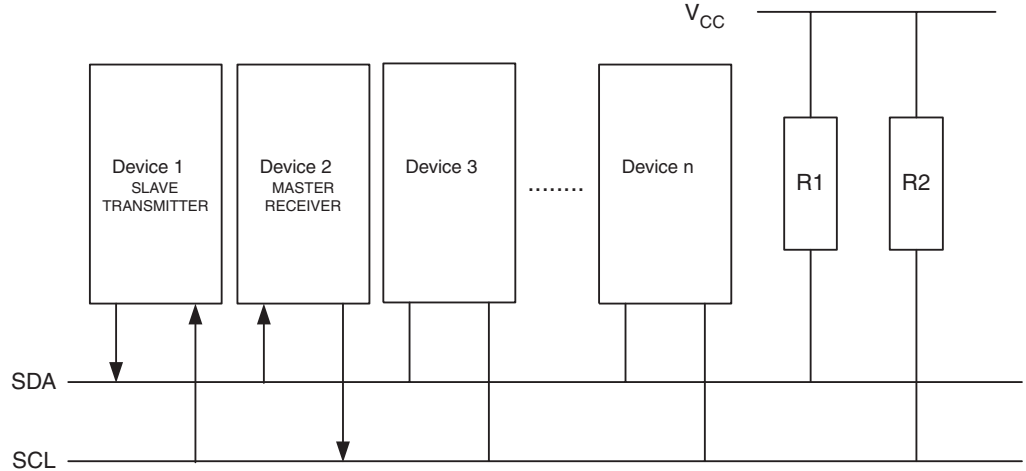 V_CC
Device 1
SLAVE
TRANSMITTER
Device 2
MASTER
RECEIVER
Device 3
........
Device n
R1
R2
SDA
SCL